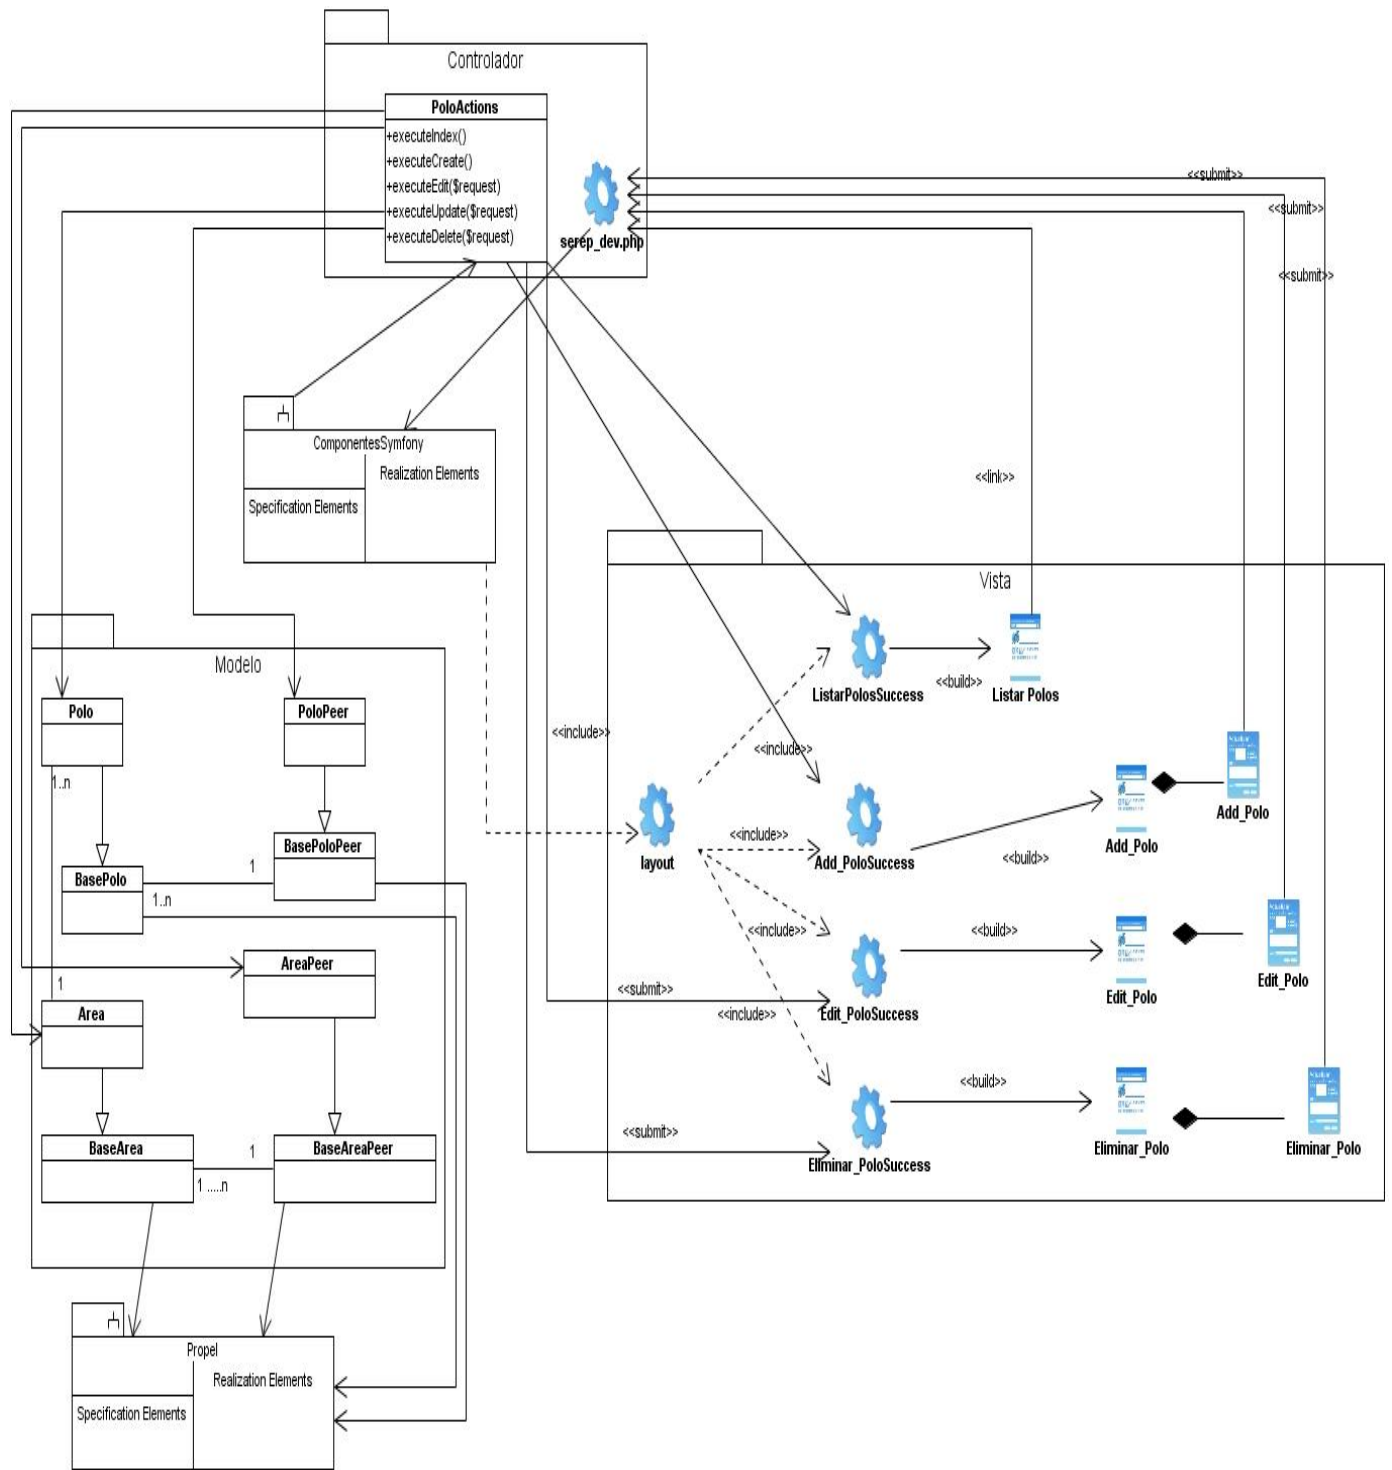 Controlador
PoloActions
+executeIndex()
+executeCreate()
+executeEdit($request)
+executeUpdate($request)
+executeDelete($request)
serep_dev.php
<<submit>>
<<submit>>
<<submit>>
ComponentesSymfony
Realization Elements
Specification Elements
<<link>>
Vista
Modelo
ListarPolosSuccess
<<build>>
Listar Polos
Polo
PoloPeer
<<include>>
<<include>>
1..n
Add_Polo
<<include>>
BasePoloPeer
layout
Add_PoloSuccess
<<build>>
Add_Polo
1
BasePolo
1..n
<<include>>
<<build>>
AreaPeer
Edit_Polo
1
<<submit>>
Edit_Polo
Area
<<include>>
Edit_PoloSuccess
<<build>>
<<submit>>
BaseArea
1
BaseAreaPeer
Eliminar_PoloSuccess
Eliminar_Polo
Eliminar_Polo
1 .....n
Propel
Realization Elements
Specification Elements